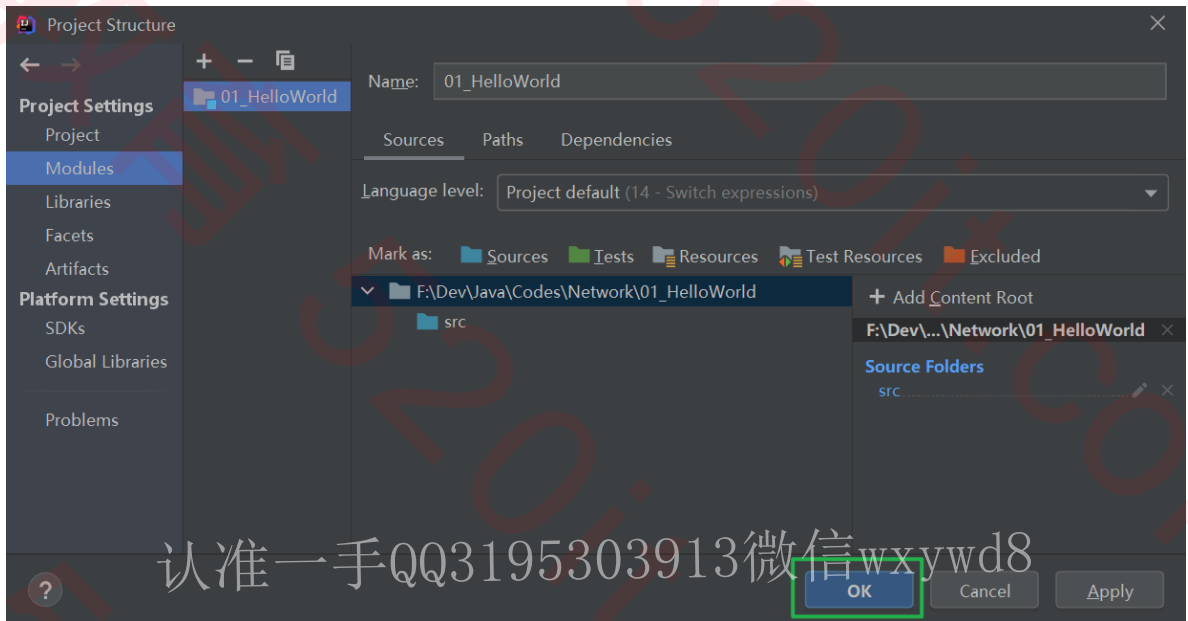 Project Structure
Project Settings
Project
Modules
Libraries
Facets
Artifacts
Platform Settings
SDKs
Global Libraries
Problems
01_HelloWorld
Name: 01_HelloWorld
Sources Paths Dependencies
Language level: Project default (14 - Switch expressions)
Mark as: Sources Tests Resources Test Resources Excluded
F:\Dev\Java\Codes\Network\01_HelloWorld
src
+ Add Content Root
F:\Dev\...\Network\01_HelloWorld
Source Folders
src
认准一手QQ3195303913微信wxywd8
?
OK Cancel Apply